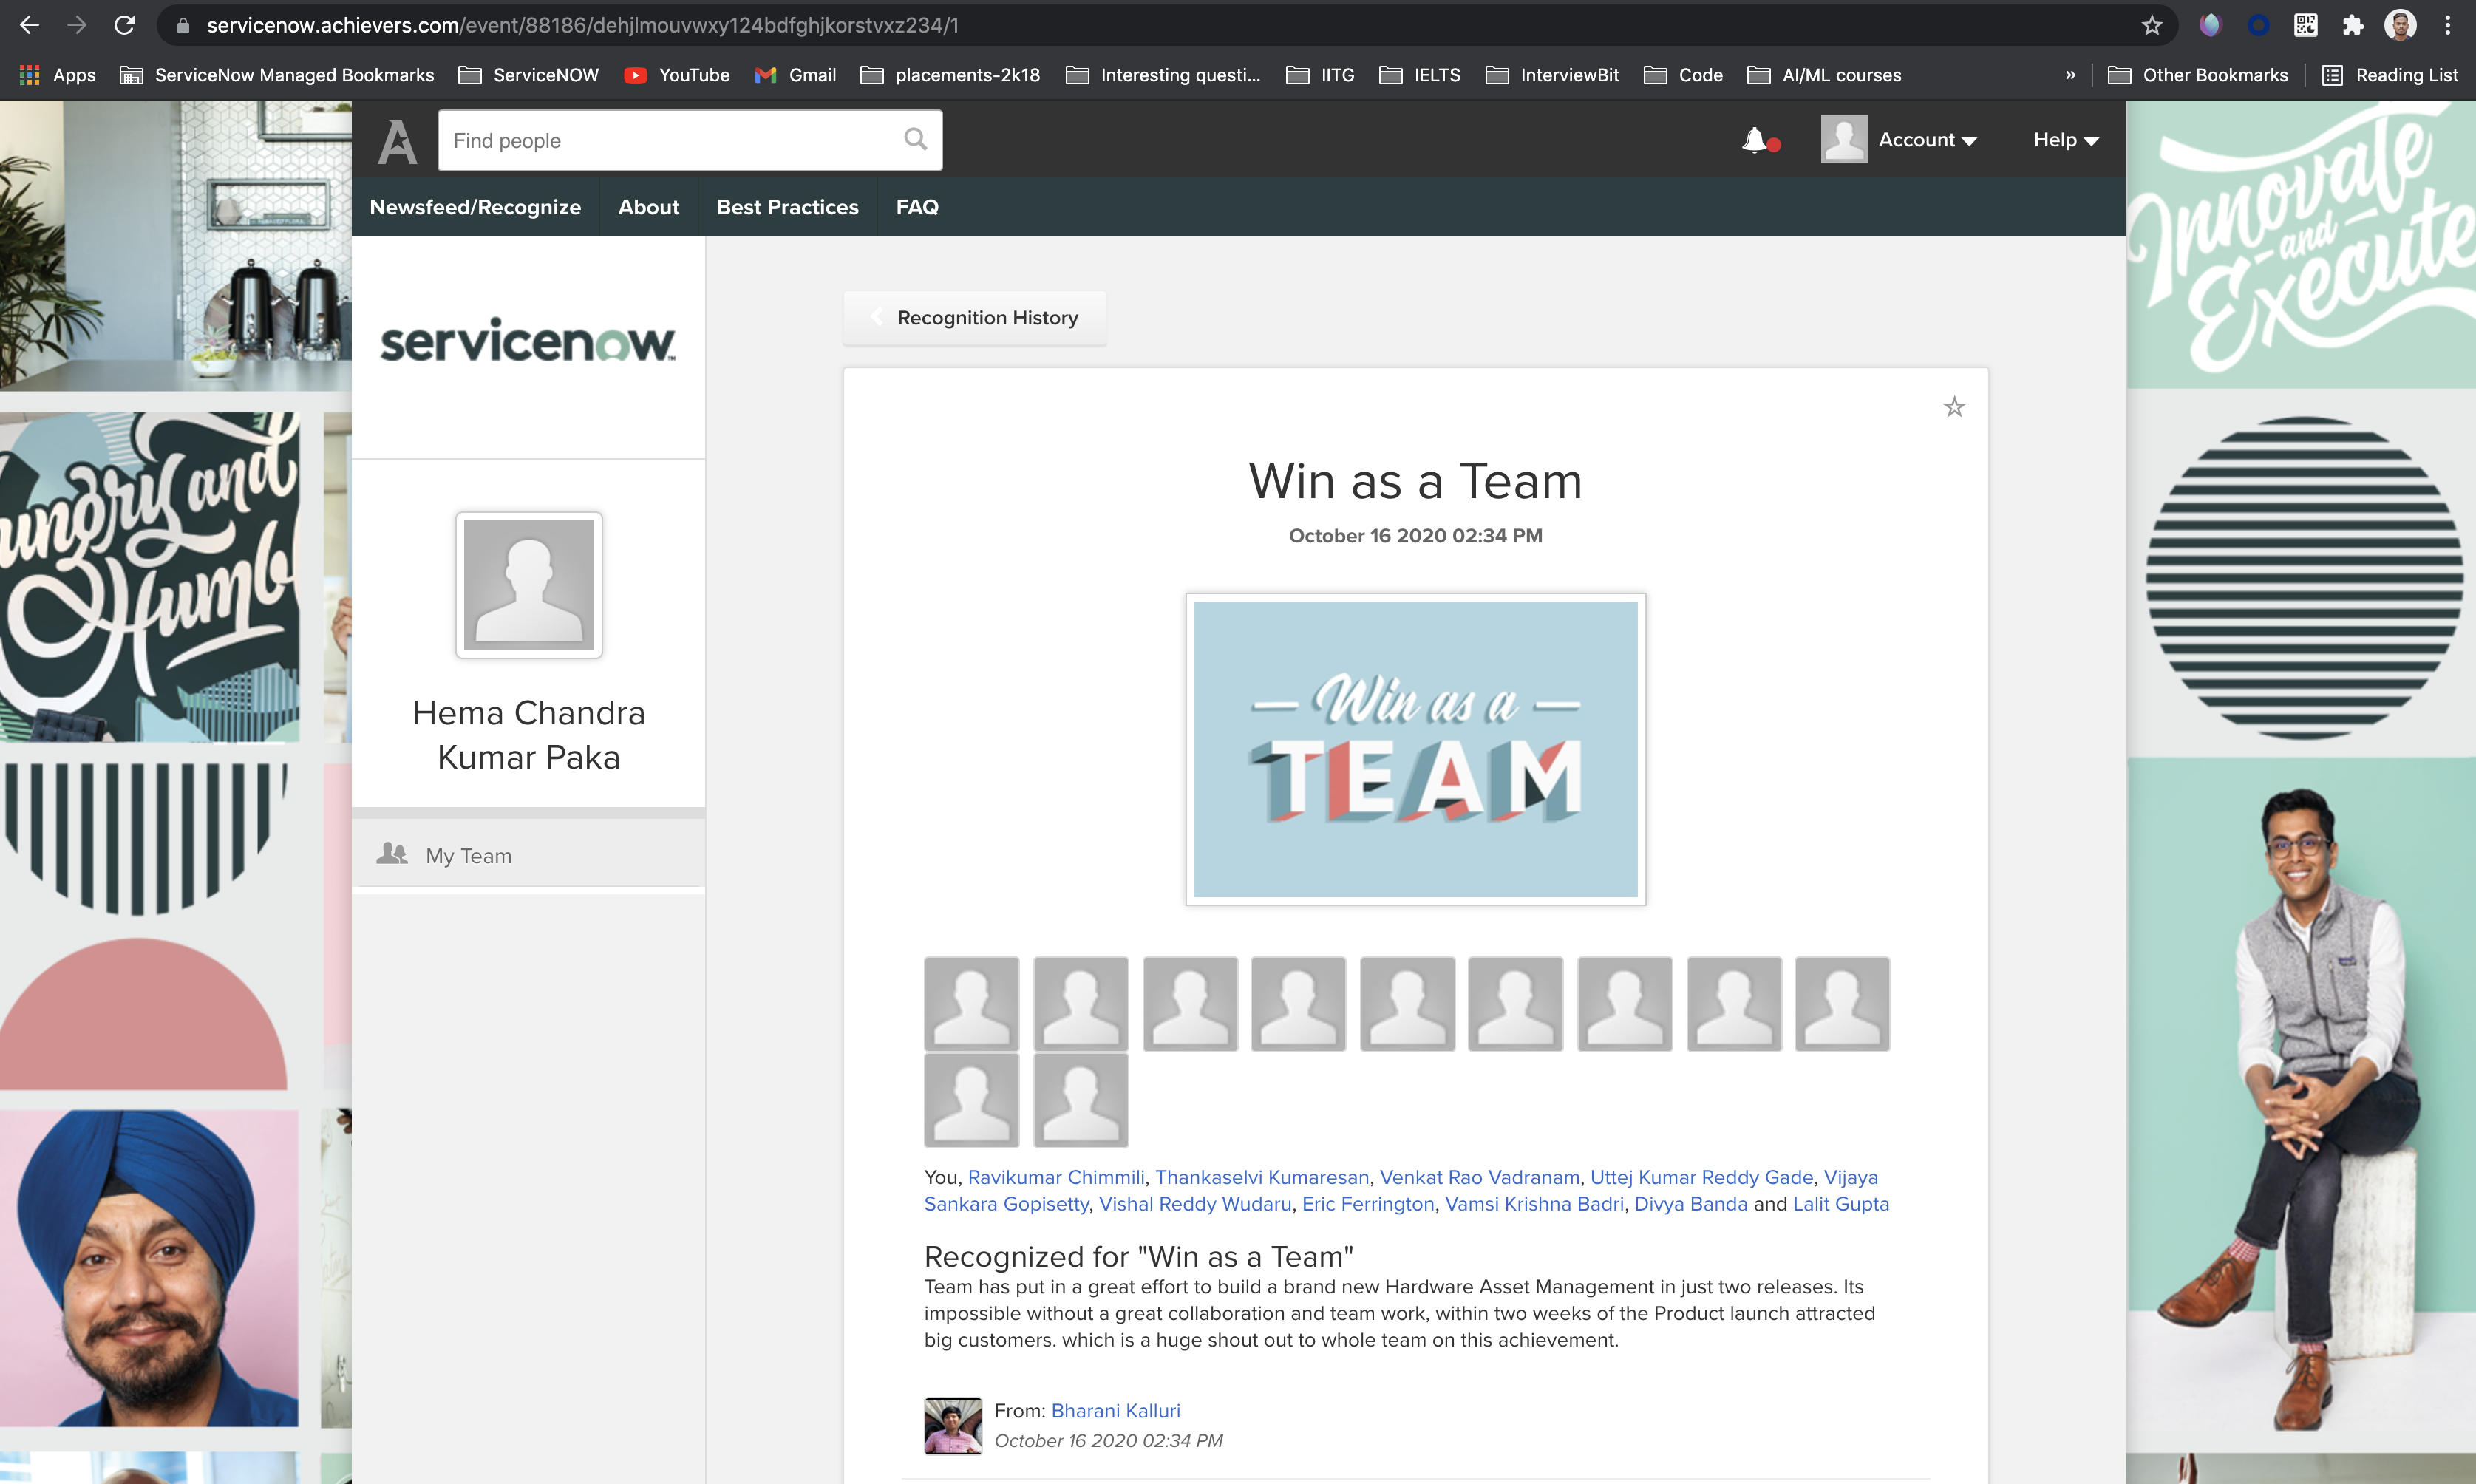 servicenow.achievers.com/event/88186/dehjlmouvwxy124bdfghjkorstvxz234/1
Apps ServiceNow Managed Bookmarks ServiceNOW YouTube Gmail placements-2k18 Interesting questi... IITG IELTS InterviewBit Code AI/ML courses » Other Bookmarks Reading List
Find people
Account
Help
Newsfeed/Recognize About Best Practices FAQ
Innovate
and
Execute
servicenow
Recognition History
ungry and
Humbl
Win as a Team
October 16 2020 02:34 PM
Win as a
TEAM
Hema Chandra
Kumar Paka
My Team
You, Ravikumar Chimmili, Thankaselvi Kumaresan, Venkat Rao Vadranam, Uttej Kumar Reddy Gade, Vijaya
Sankara Gopisetty, Vishal Reddy Wudaru, Eric Ferrington, Vamsi Krishna Badri, Divya Banda and Lalit Gupta
Recognized for "Win as a Team"
Team has put in a great effort to build a brand new Hardware Asset Management in just two releases. Its
impossible without a great collaboration and team work, within two weeks of the Product launch attracted
big customers. which is a huge shout out to whole team on this achievement.
From: Bharani Kalluri
October 16 2020 02:34 PM